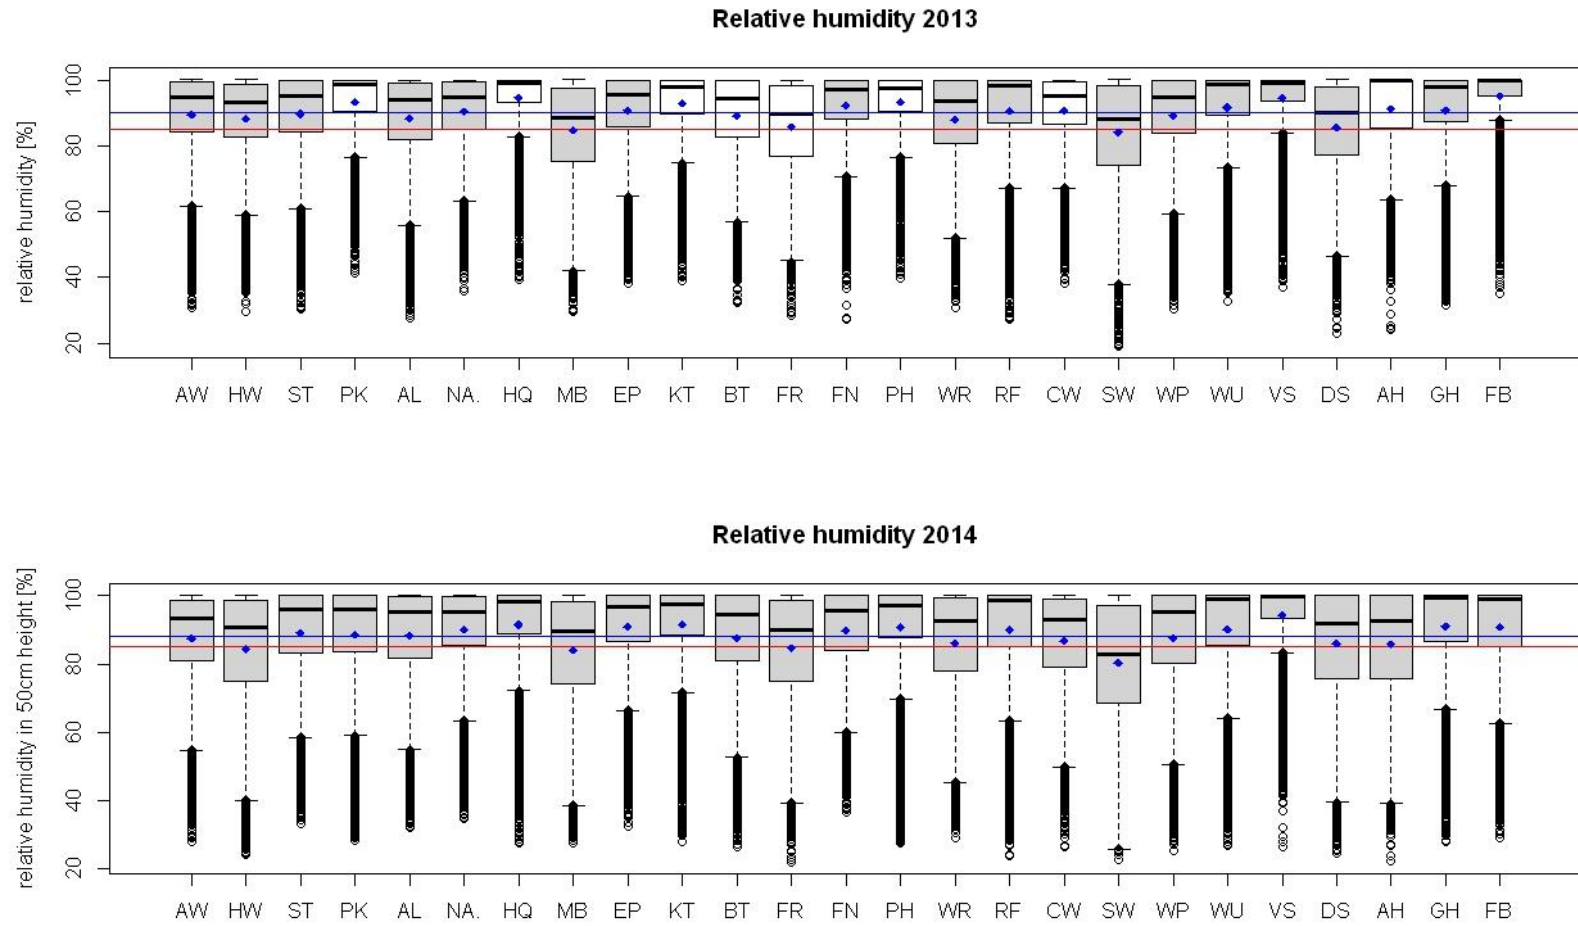 Relative humidity 2013
relative humidity [%]
100
80
60
40
20
AW HW ST PK AL NA. HQ MB EP KT BT FR FN PH WR RF CW SW WP WU VS DS AH GH FB
Relative humidity 2014
relative humidity in 50cm height [%]
100
80
60
40
20
AW HW ST PK AL NA. HQ MB EP KT BT FR FN PH WR RF CW SW WP WU VS DS AH GH FB